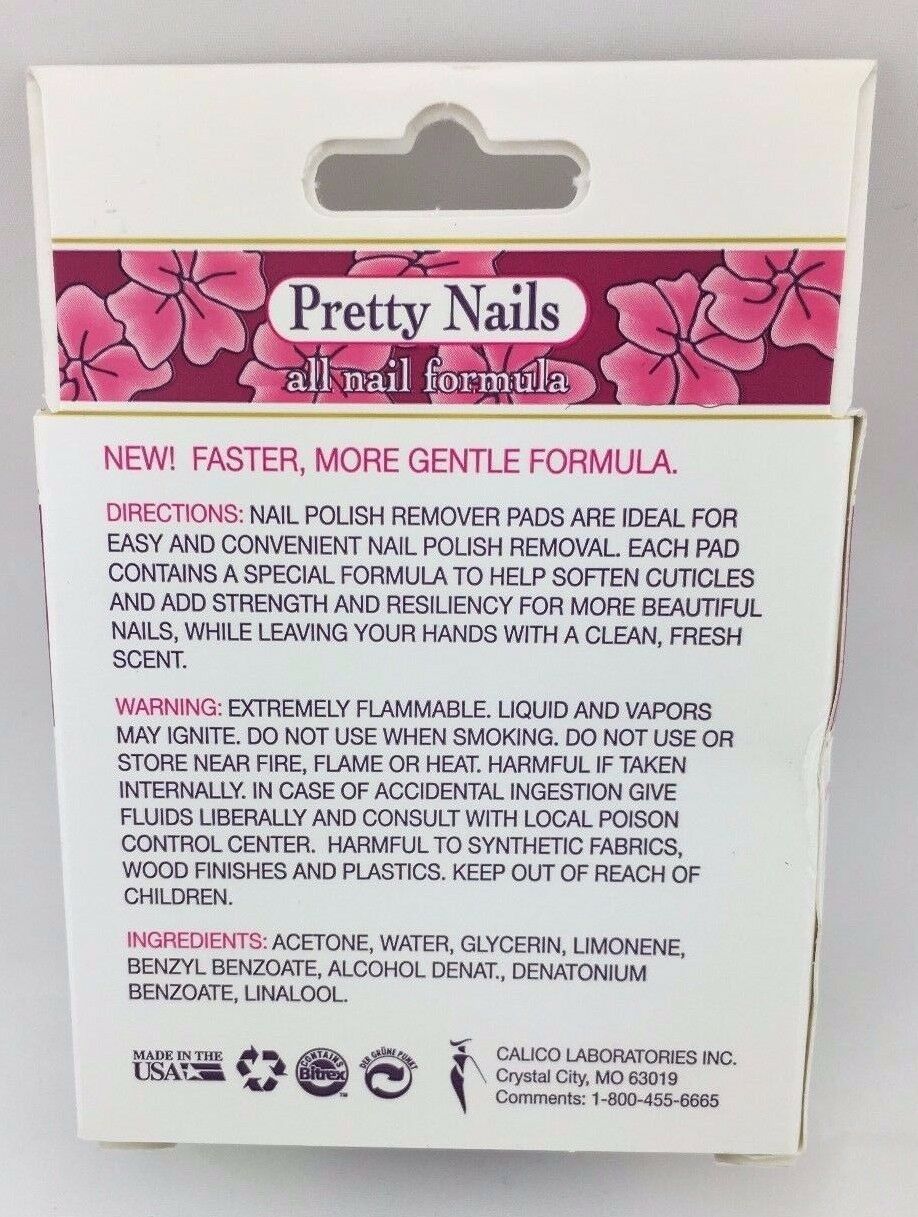 Pretty Nails
all nail formula
NEW! FASTER, MORE GENTLE FORMULA.
DIRECTIONS: NAIL POLISH REMOVER PADS ARE IDEAL FOR
EASY AND CONVENIENT NAIL POLISH REMOVAL. EACH PAD
CONTAINS A SPECIAL FORMULA TO HELP SOFTEN CUTICLES
AND ADD STRENGTH AND RESILIENCY FOR MORE BEAUTIFUL
NAILS, WHILE LEAVING YOUR HANDS WITH A CLEAN, FRESH
SCENT.
WARNING: EXTREMELY FLAMMABLE. LIQUID AND VAPORS
MAY IGNITE. DO NOT USE WHEN SMOKING. DO NOT USE OR
STORE NEAR FIRE, FLAME OR HEAT. HARMFUL IF TAKEN
INTERNALLY. IN CASE OF ACCIDENTAL INGESTION GIVE
FLUIDS LIBERALLY AND CONSULT WITH LOCAL POISON
CONTROL CENTER. HARMFUL TO SYNTHETIC FABRICS,
WOOD FINISHES AND PLASTICS. KEEP OUT OF REACH OF
CHILDREN.
INGREDIENTS: ACETONE, WATER, GLYCERIN, LIMONENE,
BENZYL BENZOATE, ALCOHOL DENAT., DENATONIUM
BENZOATE, LINALOOL.
MADE IN THE
USA
CONTAINS
Bitrex™
DER GRÜNE PUNKT
CALICO LABORATORIES INC.
Crystal City, MO 63019
Comments: 1-800-455-6665